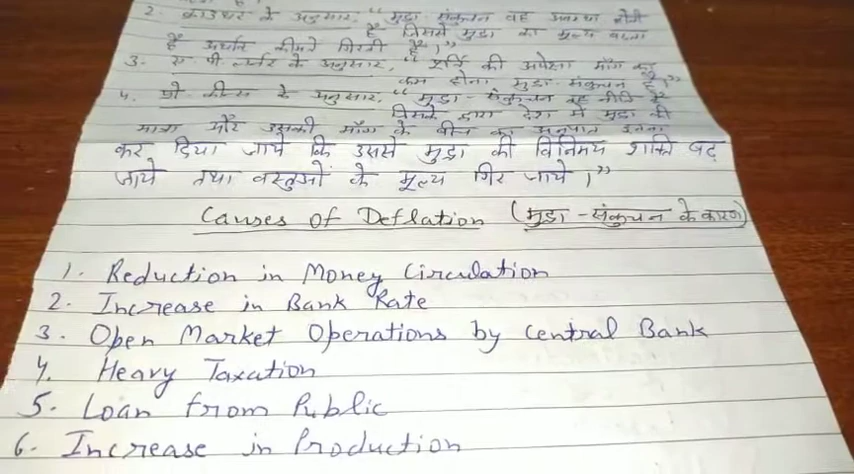 2. क्राउथर के अनुसार, "मुद्रा-संकुचन वह अवस्था होती
है जिसमें मुद्रा का मूल्य बढ़ता
है अर्थात कीमतें गिरती हैं।"
3. ए. पी. लर्नर के अनुसार, "पूर्ति की अपेक्षा माँग का
कम होना मुद्रा-संकुचन है।"
4. प्रो. कीन्स के अनुसार, "मुद्रा-संकुचन वह नीति है
जिसके द्वारा देश में मुद्रा की
मात्रा और उसकी माँग के बीच का अनुपात इतना
कर दिया जाये कि उससे मुद्रा की विनिमय शक्ति बढ़
जाये तथा वस्तुओं के मूल्य गिर जाये।"
Causes of Deflation (मुद्रा-संकुचन के कारण)
1. Reduction in Money Circulation
2. Increase in Bank Rate
3. Open Market Operations by Central Bank
4. Heavy Taxation
5. Loan from Public
6. Increase in Production